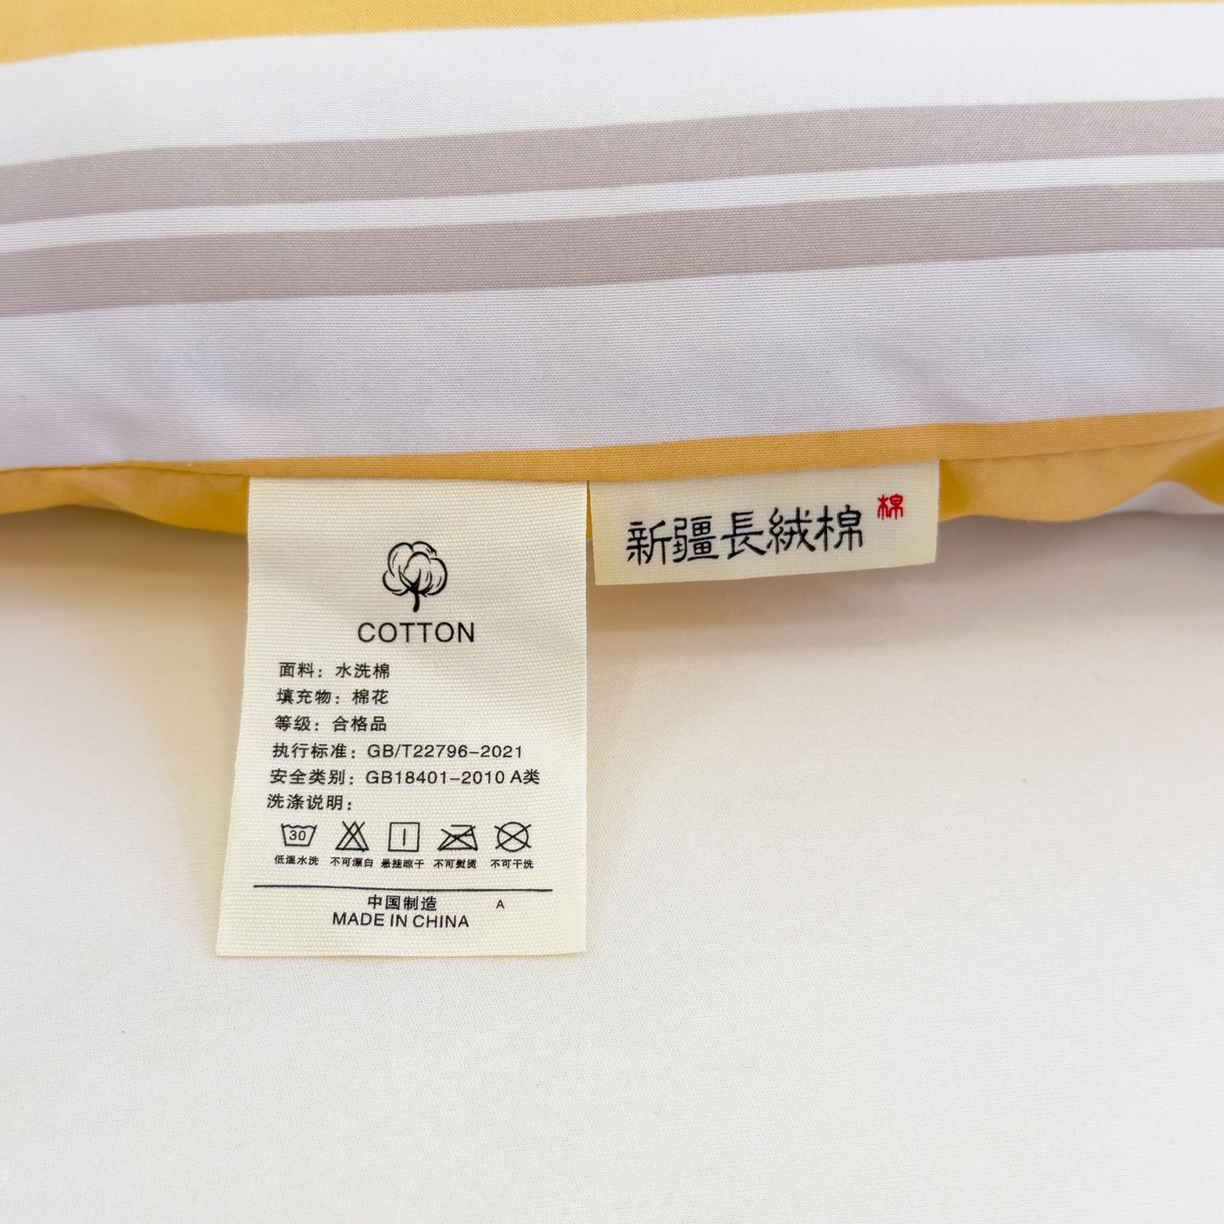 COTTON
面料：水洗棉
填充物：棉花
等级：合格品
执行标准：GB/T22796-2021
安全类别：GB18401-2010 A类
洗涤说明：
30
低温水洗 不可漂白 悬挂晾干 不可熨烫 不可干洗
中国制造 A
MADE IN CHINA
新疆長絨棉 棉